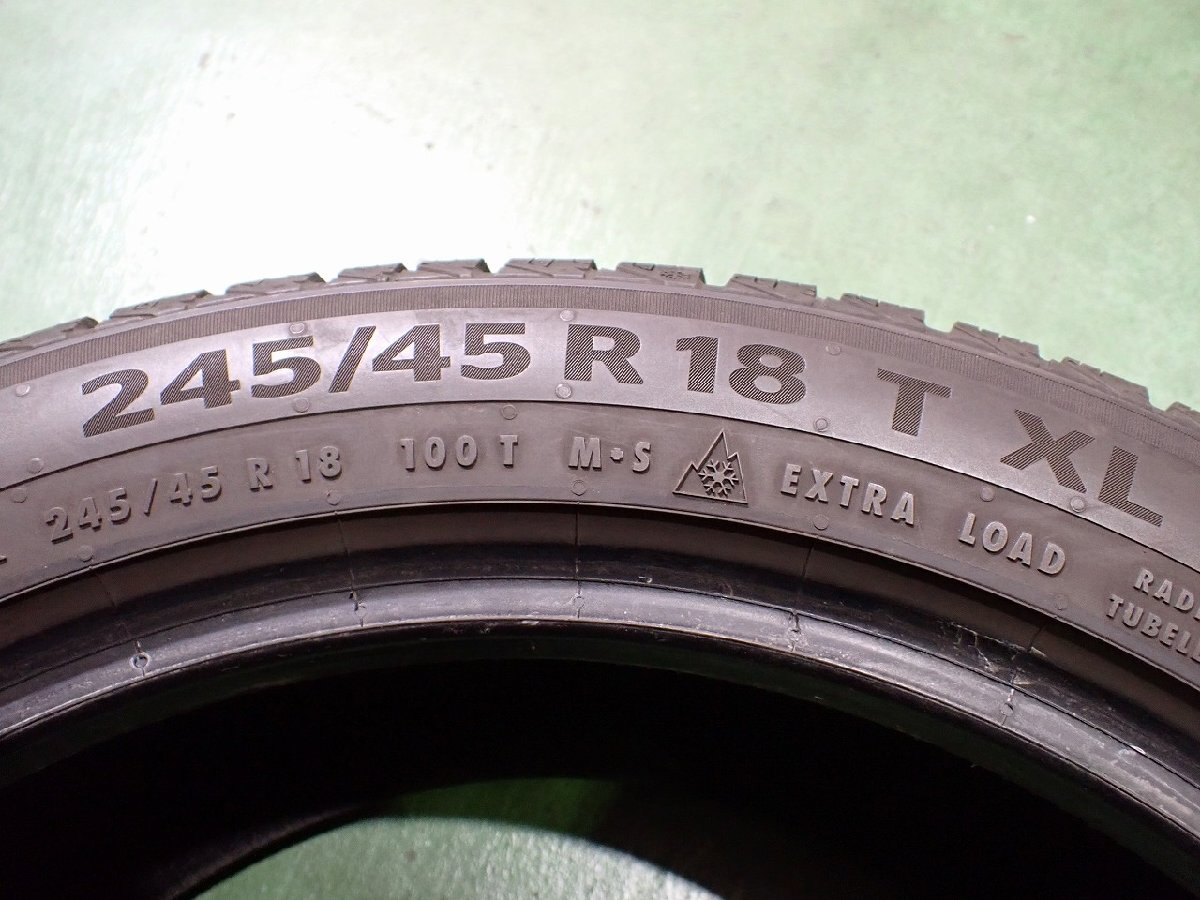 245/45 R 18 T XL
245/45 R 18 100 T M·S EXTRA LOAD